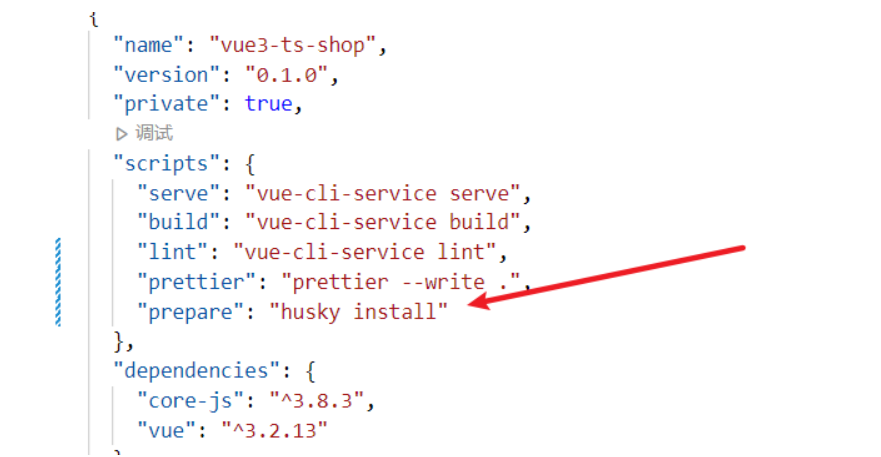 {
"name": "vue3-ts-shop",
"version": "0.1.0",
"private": true,
▷ 调试
"scripts": {
"serve": "vue-cli-service serve",
"build": "vue-cli-service build",
"lint": "vue-cli-service lint",
"prettier": "prettier --write .",
"prepare": "husky install"
},
"dependencies": {
"core-js": "^3.8.3",
"vue": "^3.2.13"
}